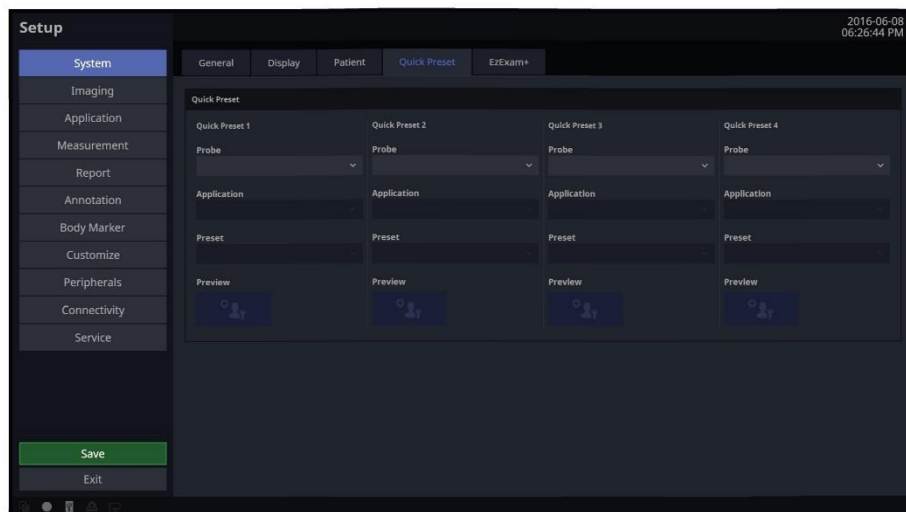 Setup
2016-06-08
06:26:44 PM
System
Imaging
Application
Measurement
Report
Annotation
Body Marker
Customize
Peripherals
Connectivity
Service
Save
Exit
General Display Patient Quick Preset EzExam+
Quick Preset
Quick Preset 1 Quick Preset 2 Quick Preset 3 Quick Preset 4
Probe Probe Probe Probe
Application Application Application Application
Preset Preset Preset Preset
Preview Preview Preview Preview